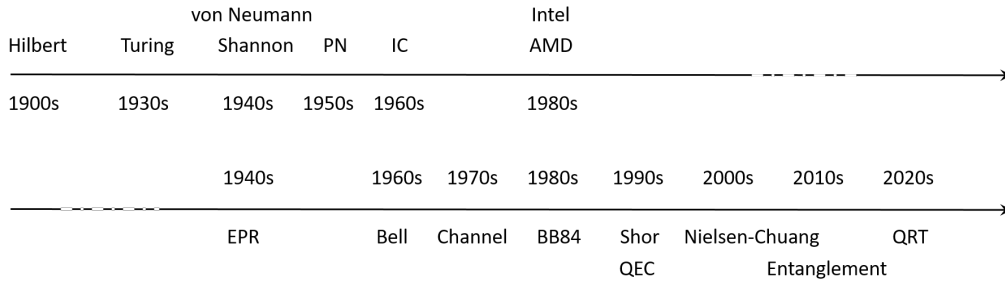 von Neumann Intel
Hilbert Turing Shannon PN IC AMD
1900s 1930s 1940s 1950s 1960s 1980s
1940s 1960s 1970s 1980s 1990s 2000s 2010s 2020s
EPR Bell Channel BB84 Shor Nielsen-Chuang QRT
QEC Entanglement